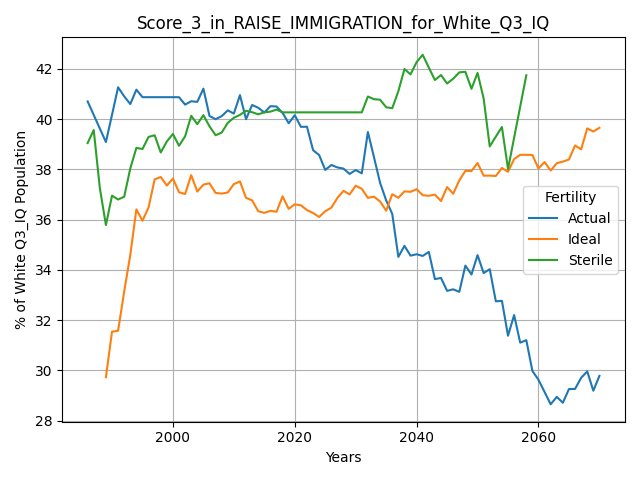 Score_3_in_RAISE_IMMIGRATION_for_White_Q3_IQ
% of White Q3_IQ Population
42
40
38
36
34
32
30
28
Fertility
Actual
Ideal
Sterile
2000
2020
2040
2060
Years